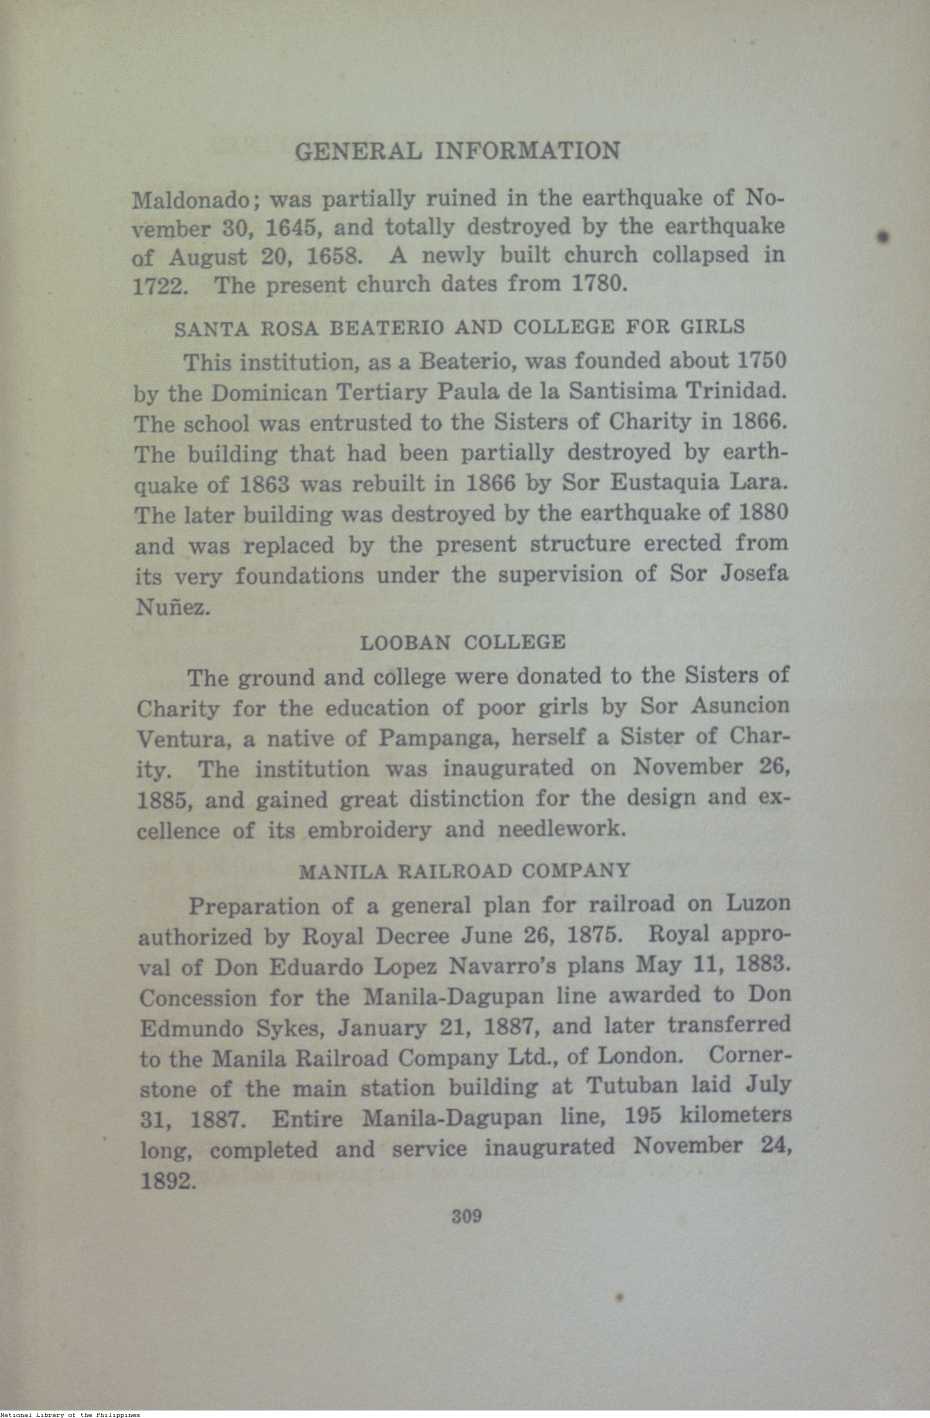 GENERAL INFORMATION
Maldonado; was partially ruined in the earthquake of No-
vember 30, 1645, and totally destroyed by the earthquake
of August 20, 1658. A newly built church collapsed in
1722. The present church dates from 1780.
SANTA ROSA BEATERIO AND COLLEGE FOR GIRLS
This institution, as a Beaterio, was founded about 1750
by the Dominican Tertiary Paula de la Santisima Trinidad.
The school was entrusted to the Sisters of Charity in 1866.
The building that had been partially destroyed by earth-
quake of 1863 was rebuilt in 1866 by Sor Eustaquia Lara.
The later building was destroyed by the earthquake of 1880
and was replaced by the present structure erected from
its very foundations under the supervision of Sor Josefa
Nuñez.
LOOBAN COLLEGE
The ground and college were donated to the Sisters of
Charity for the education of poor girls by Sor Asuncion
Ventura, a native of Pampanga, herself a Sister of Char-
ity. The institution was inaugurated on November 26,
1885, and gained great distinction for the design and ex-
cellence of its embroidery and needlework.
MANILA RAILROAD COMPANY
Preparation of a general plan for railroad on Luzon
authorized by Royal Decree June 26, 1875. Royal appro-
val of Don Eduardo Lopez Navarro's plans May 11, 1883.
Concession for the Manila-Dagupan line awarded to Don
Edmundo Sykes, January 21, 1887, and later transferred
to the Manila Railroad Company Ltd., of London. Corner-
stone of the main station building at Tutuban laid July
31, 1887. Entire Manila-Dagupan line, 195 kilometers
long, completed and service inaugurated November 24,
1892.
309
National Library of the Philippines